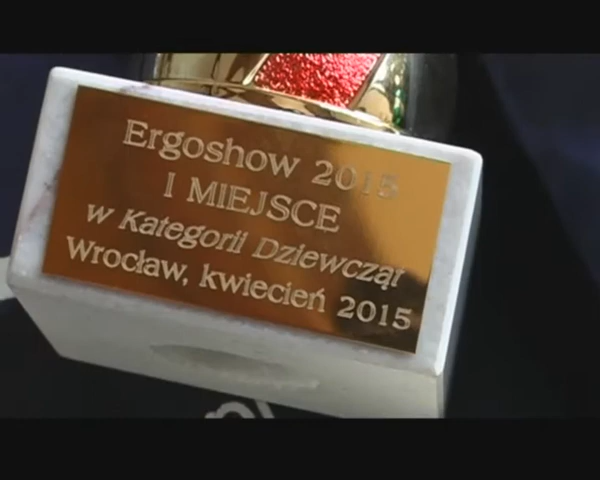 Ergoshow 2015
I MIEJSCE
w Kategorii Dziewcząt
Wrocław, kwiecień 2015